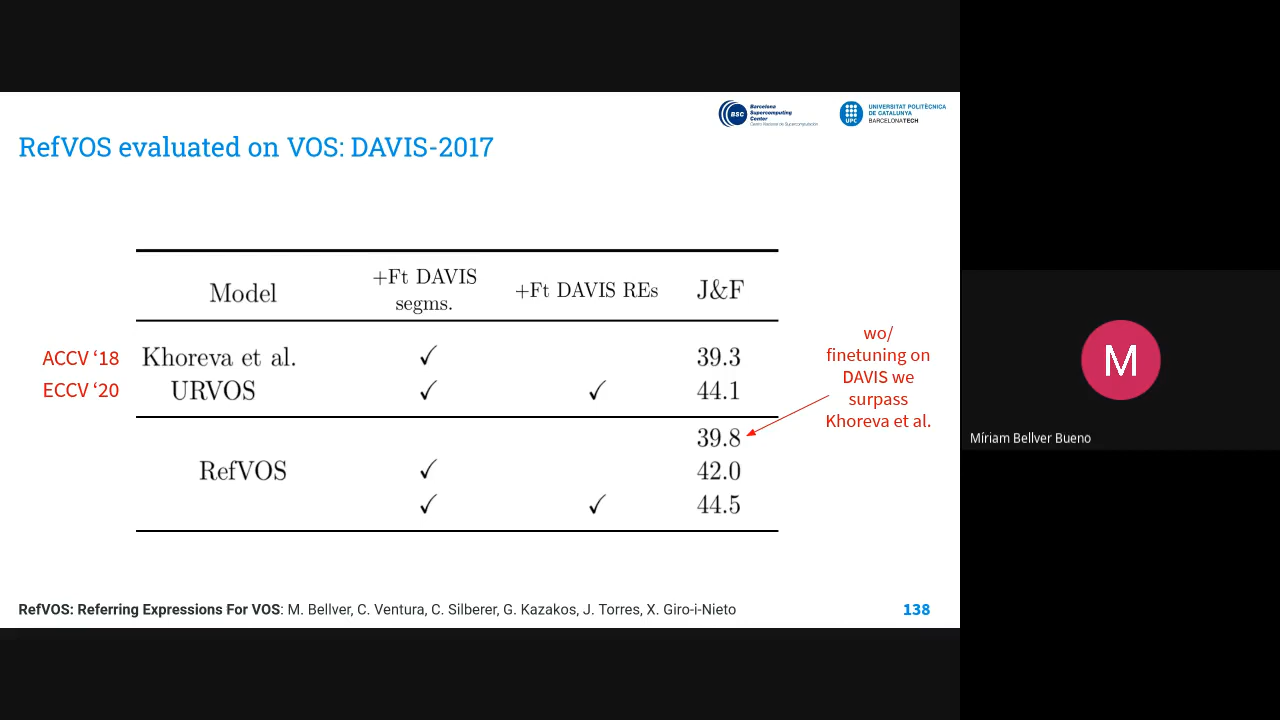 BSC
Barcelona
Supercomputing
Center
Centro Nacional de Supercomputación
UPC
UNIVERSITAT POLITÈCNICA
DE CATALUNYA
BARCELONATECH
RefVOS evaluated on VOS: DAVIS-2017
Model +Ft DAVIS segms. +Ft DAVIS REs J&F
ACCV ‘18 Khoreva et al. ✓ 39.3
ECCV ‘20 URVOS ✓ ✓ 44.1
39.8
RefVOS ✓ 42.0
✓ ✓ 44.5
wo/
finetuning on
DAVIS we
surpass
Khoreva et al.
RefVOS: Referring Expressions For VOS: M. Bellver, C. Ventura, C. Silberer, G. Kazakos, J. Torres, X. Giro-i-Nieto
138
M
Míriam Bellver Bueno